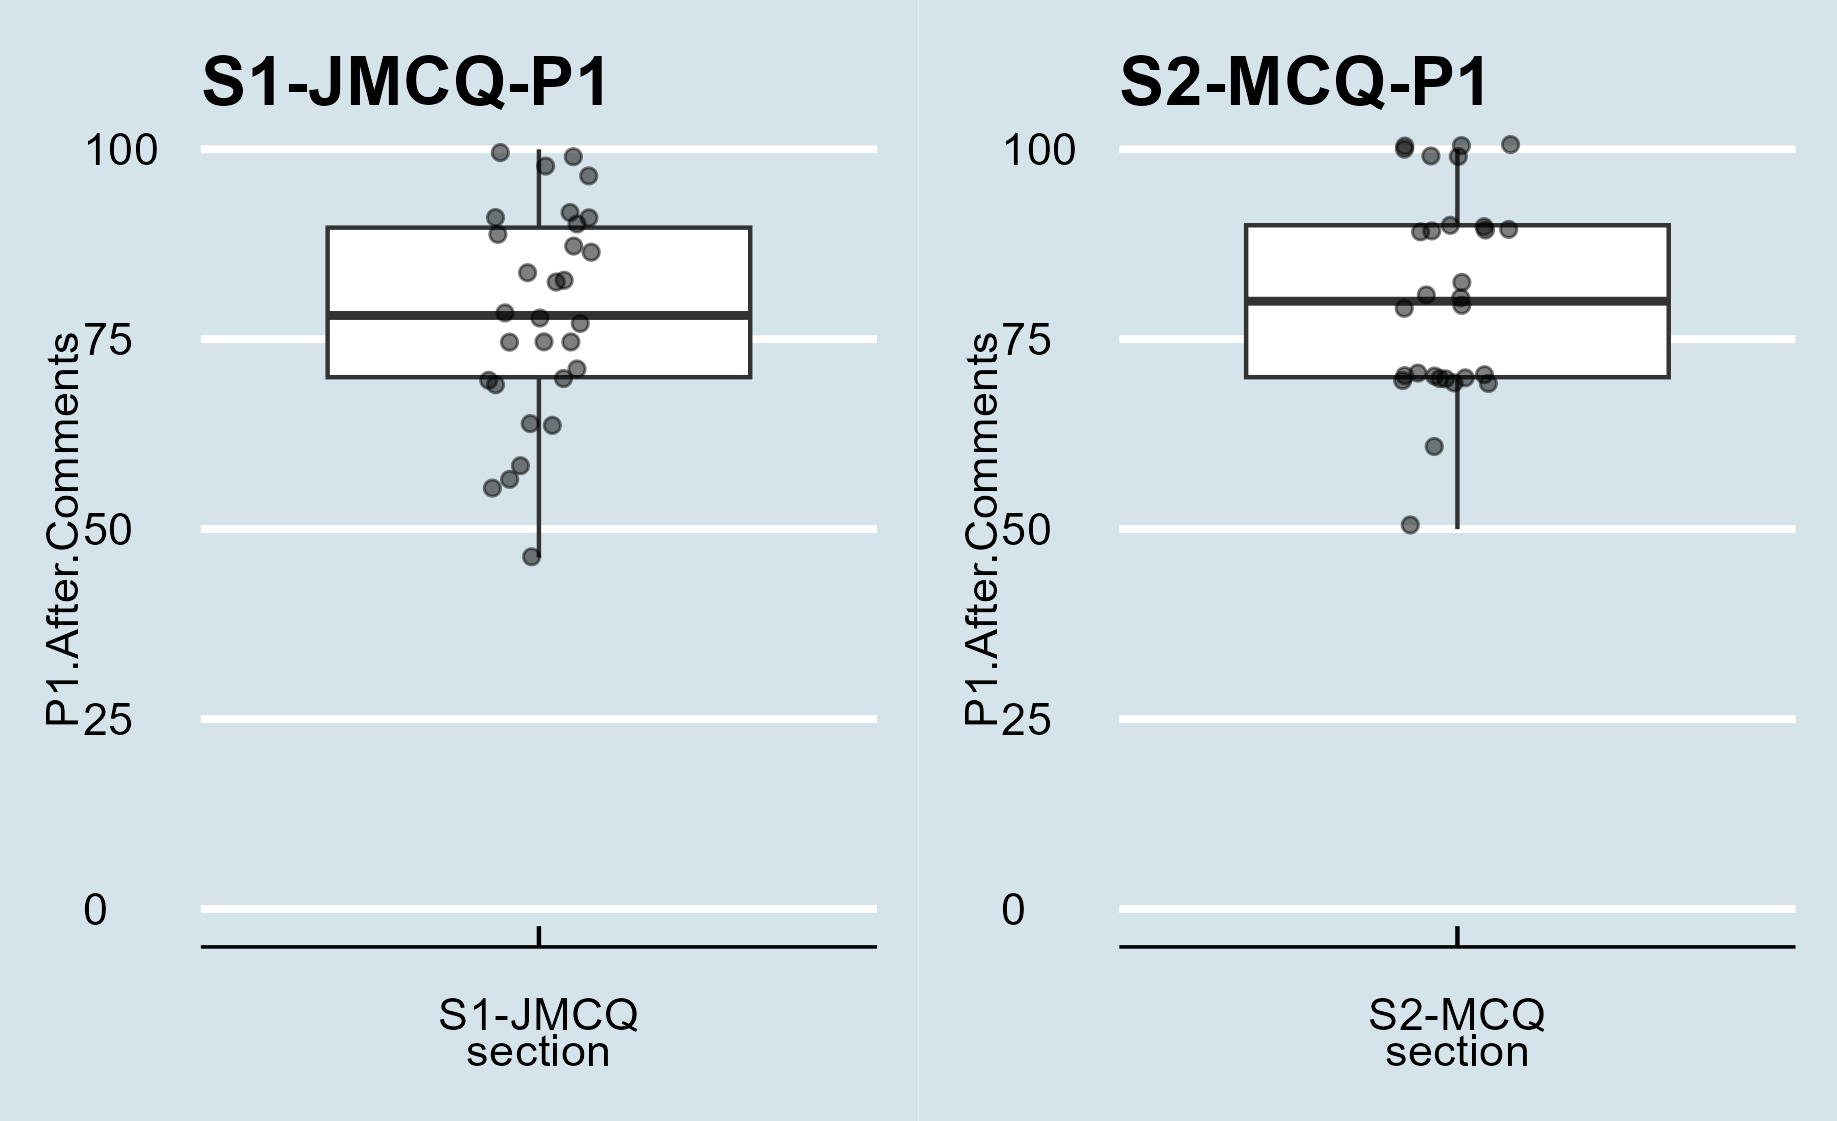 S1-JMCQ-P1
100
75
50
25
0
P1.After.Comments
S1-JMCQ
section
S2-MCQ-P1
100
75
50
25
0
P1.After.Comments
S2-MCQ
section